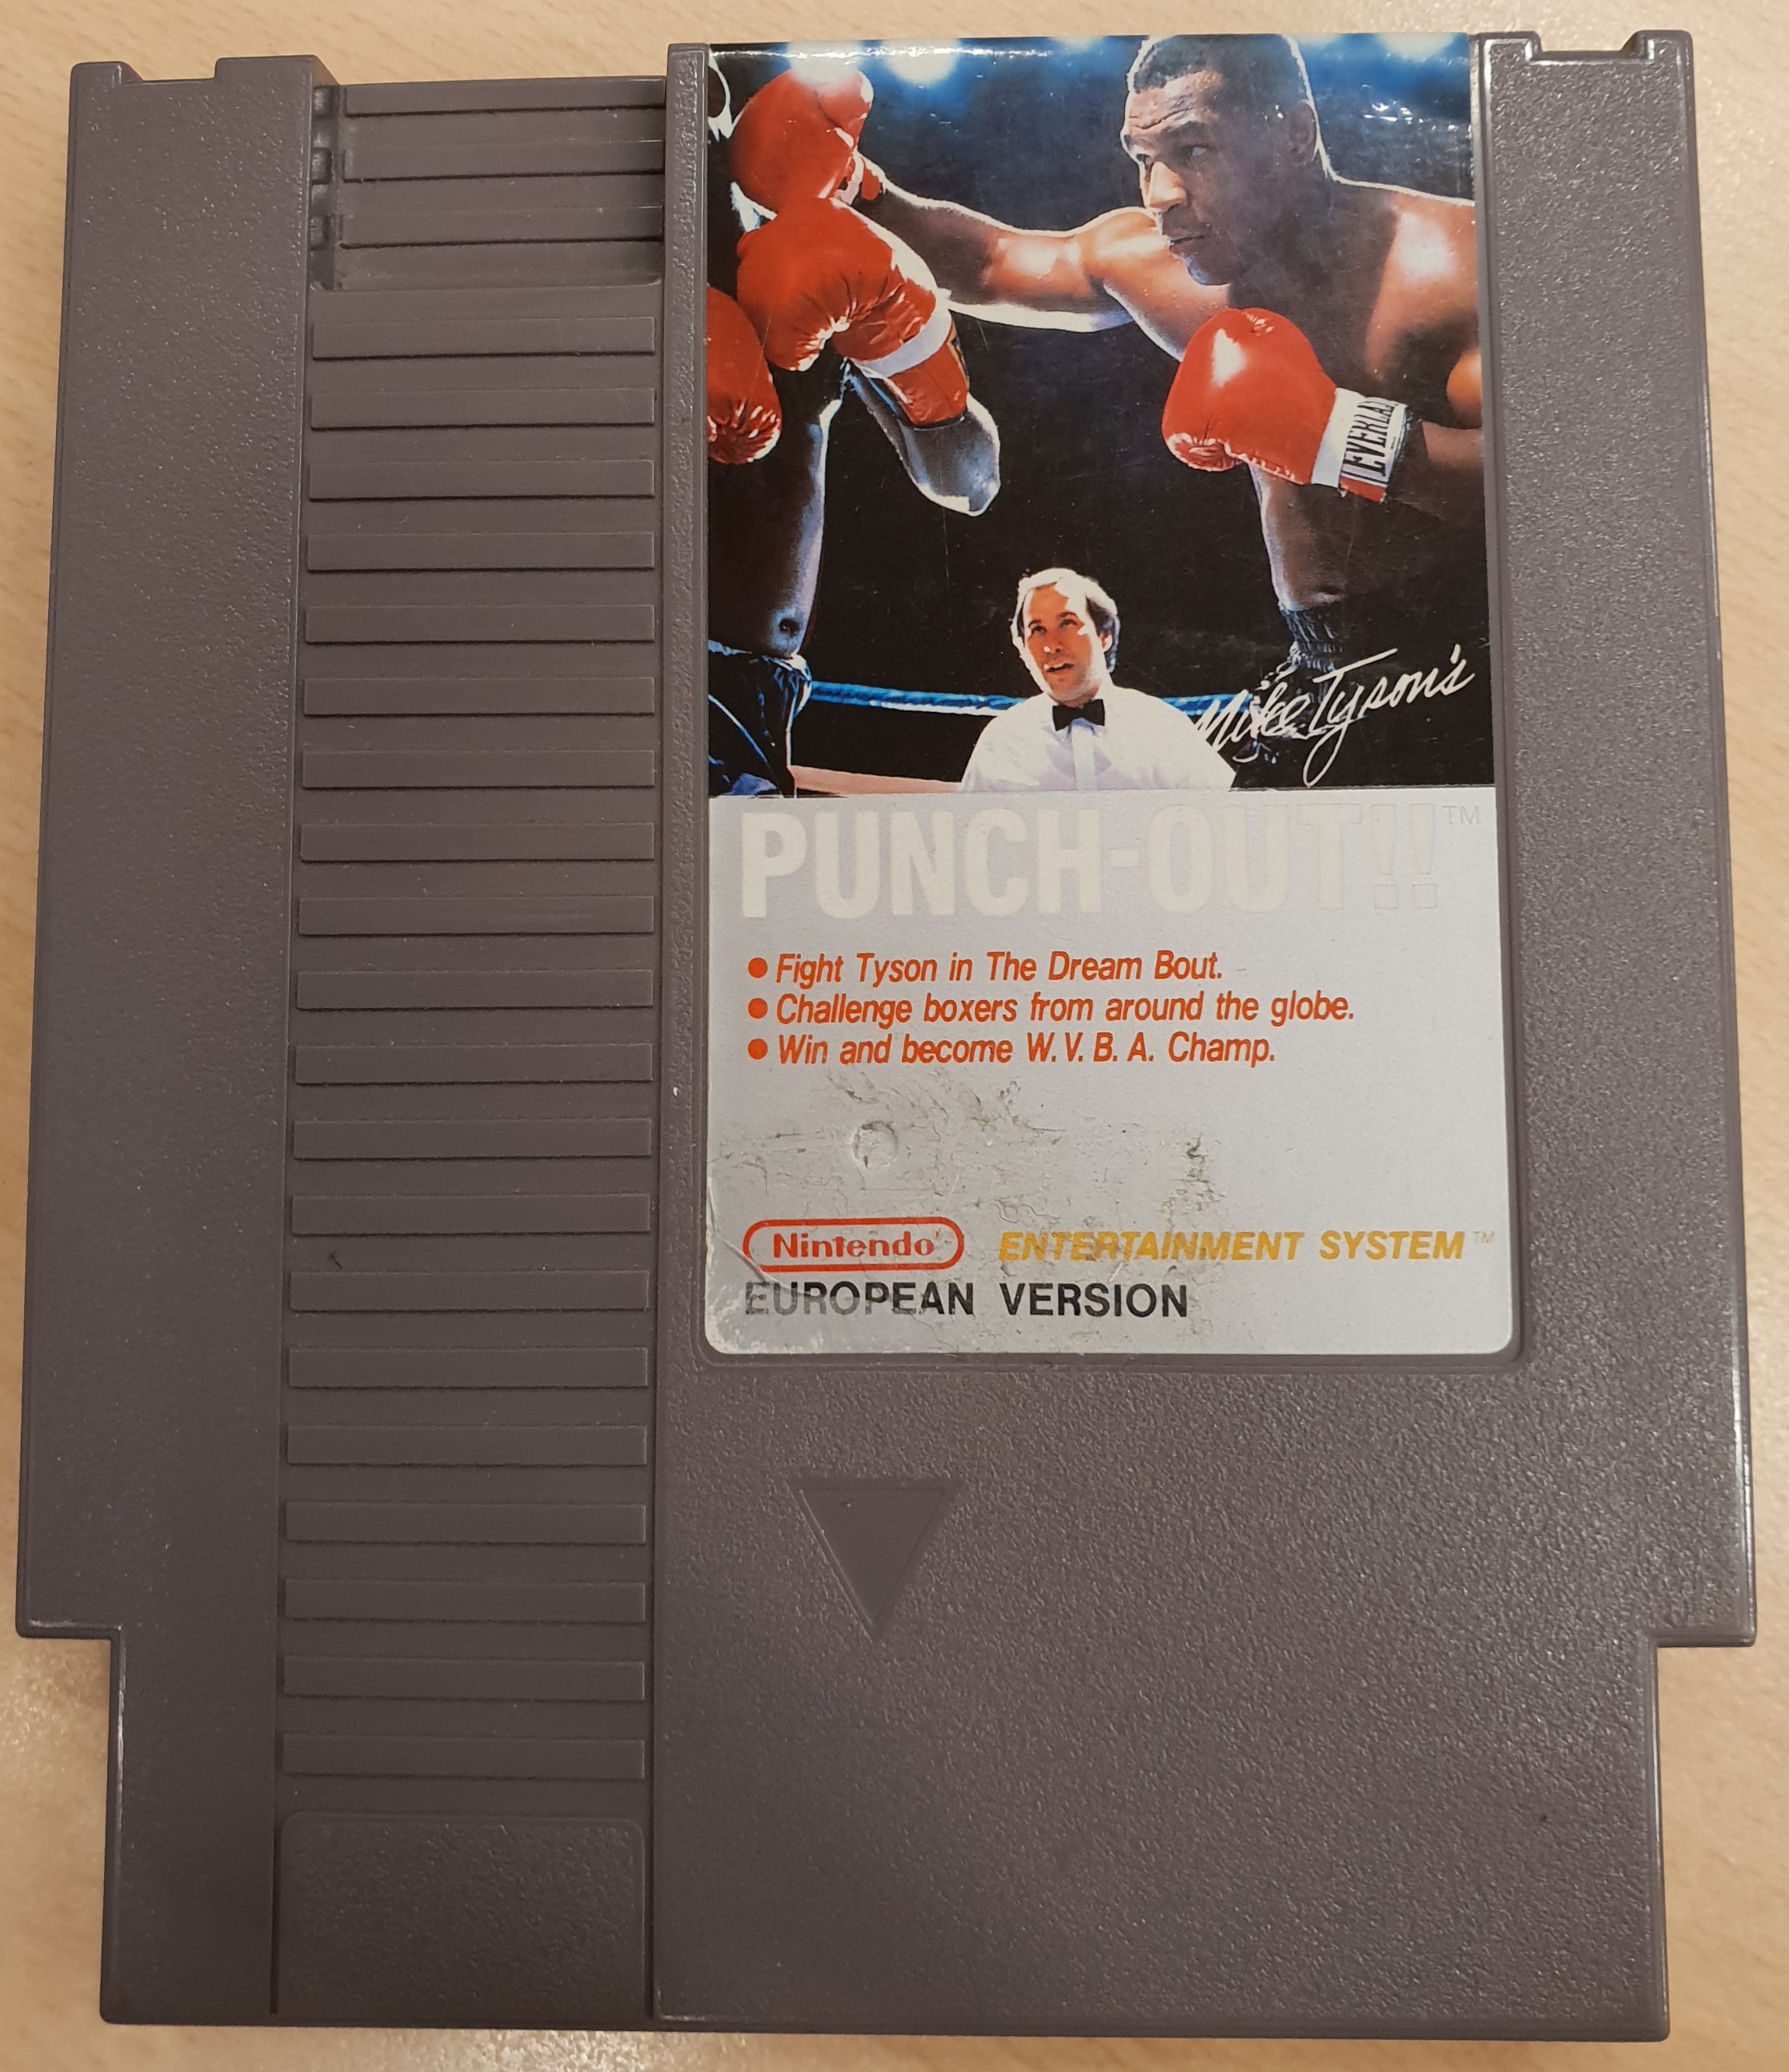 EVERLAST
Mike Tyson's
PUNCH-OUT!!™
● Fight Tyson in The Dream Bout.
● Challenge boxers from around the globe.
● Win and become W.V.B.A. Champ.
Nintendo ENTERTAINMENT SYSTEM™
EUROPEAN VERSION